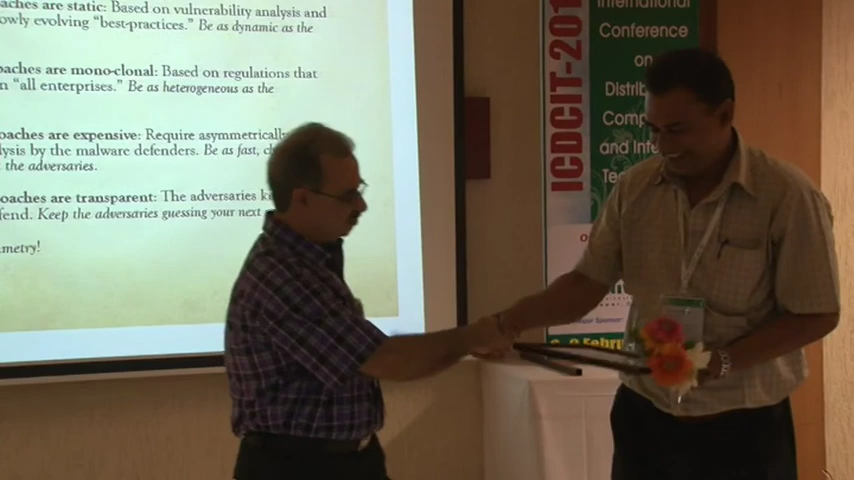 aches are static: Based on vulnerability analysis and
owly evolving "best-practices." Be as dynamic as the
oaches are mono-clonal: Based on regulations that
n "all enterprises." Be as heterogeneous as the
oaches are expensive: Require asymmetrically
lysis by the malware defenders. Be as fast, ch
the adversaries.
oaches are transparent: The adversaries k
fend. Keep the adversaries guessing your next
metry!
ICDCIT-201
International
Conference
on
Distrib
Comp
and Inte
Te